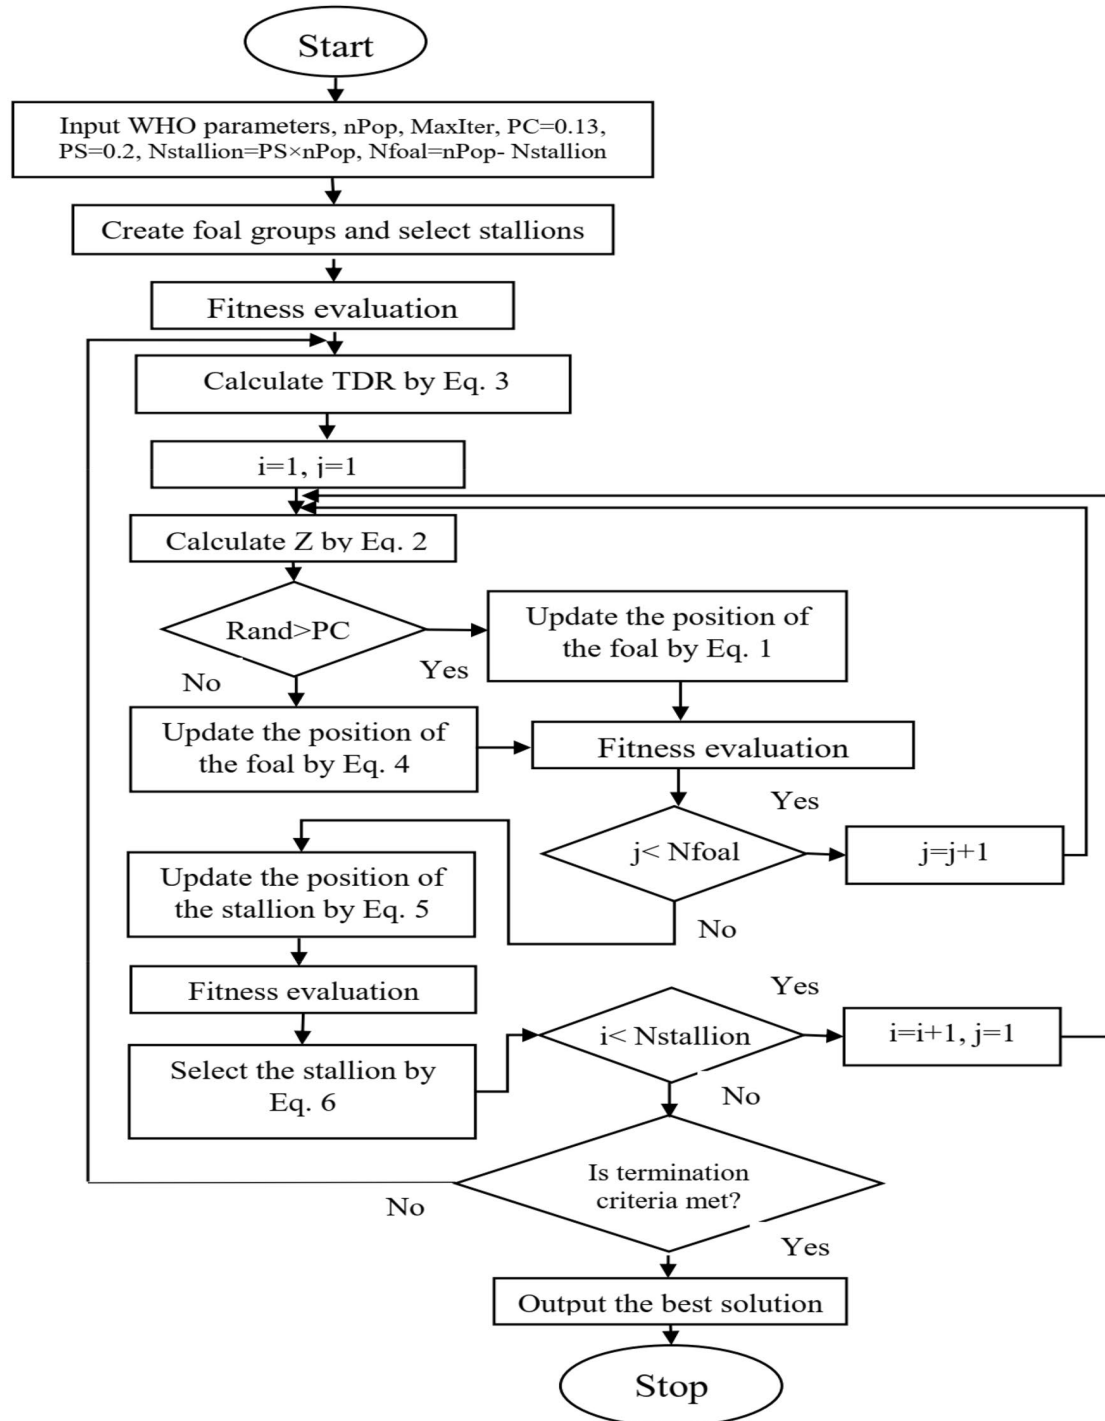 Start
Input WHO parameters, nPop, MaxIter, PC=0.13,
PS=0.2, Nstallion=PS×nPop, Nfoal=nPop- Nstallion
Create foal groups and select stallions
Fitness evaluation
Calculate TDR by Eq. 3
i=1, j=1
Calculate Z by Eq. 2
Rand>PC
Yes
No
Update the position of
the foal by Eq. 1
Update the position of
the foal by Eq. 4
Fitness evaluation
j< Nfoal
Yes
j=j+1
No
Update the position of
the stallion by Eq. 5
Fitness evaluation
Select the stallion by
Eq. 6
i< Nstallion
Yes
i=i+1, j=1
No
Is termination
criteria met?
No
Yes
Output the best solution
Stop